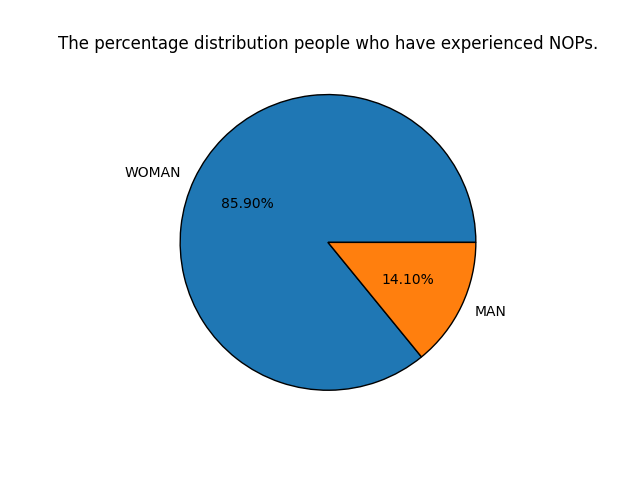 The percentage distribution people who have experienced NOPs.
WOMAN
85.90%
14.10%
MAN